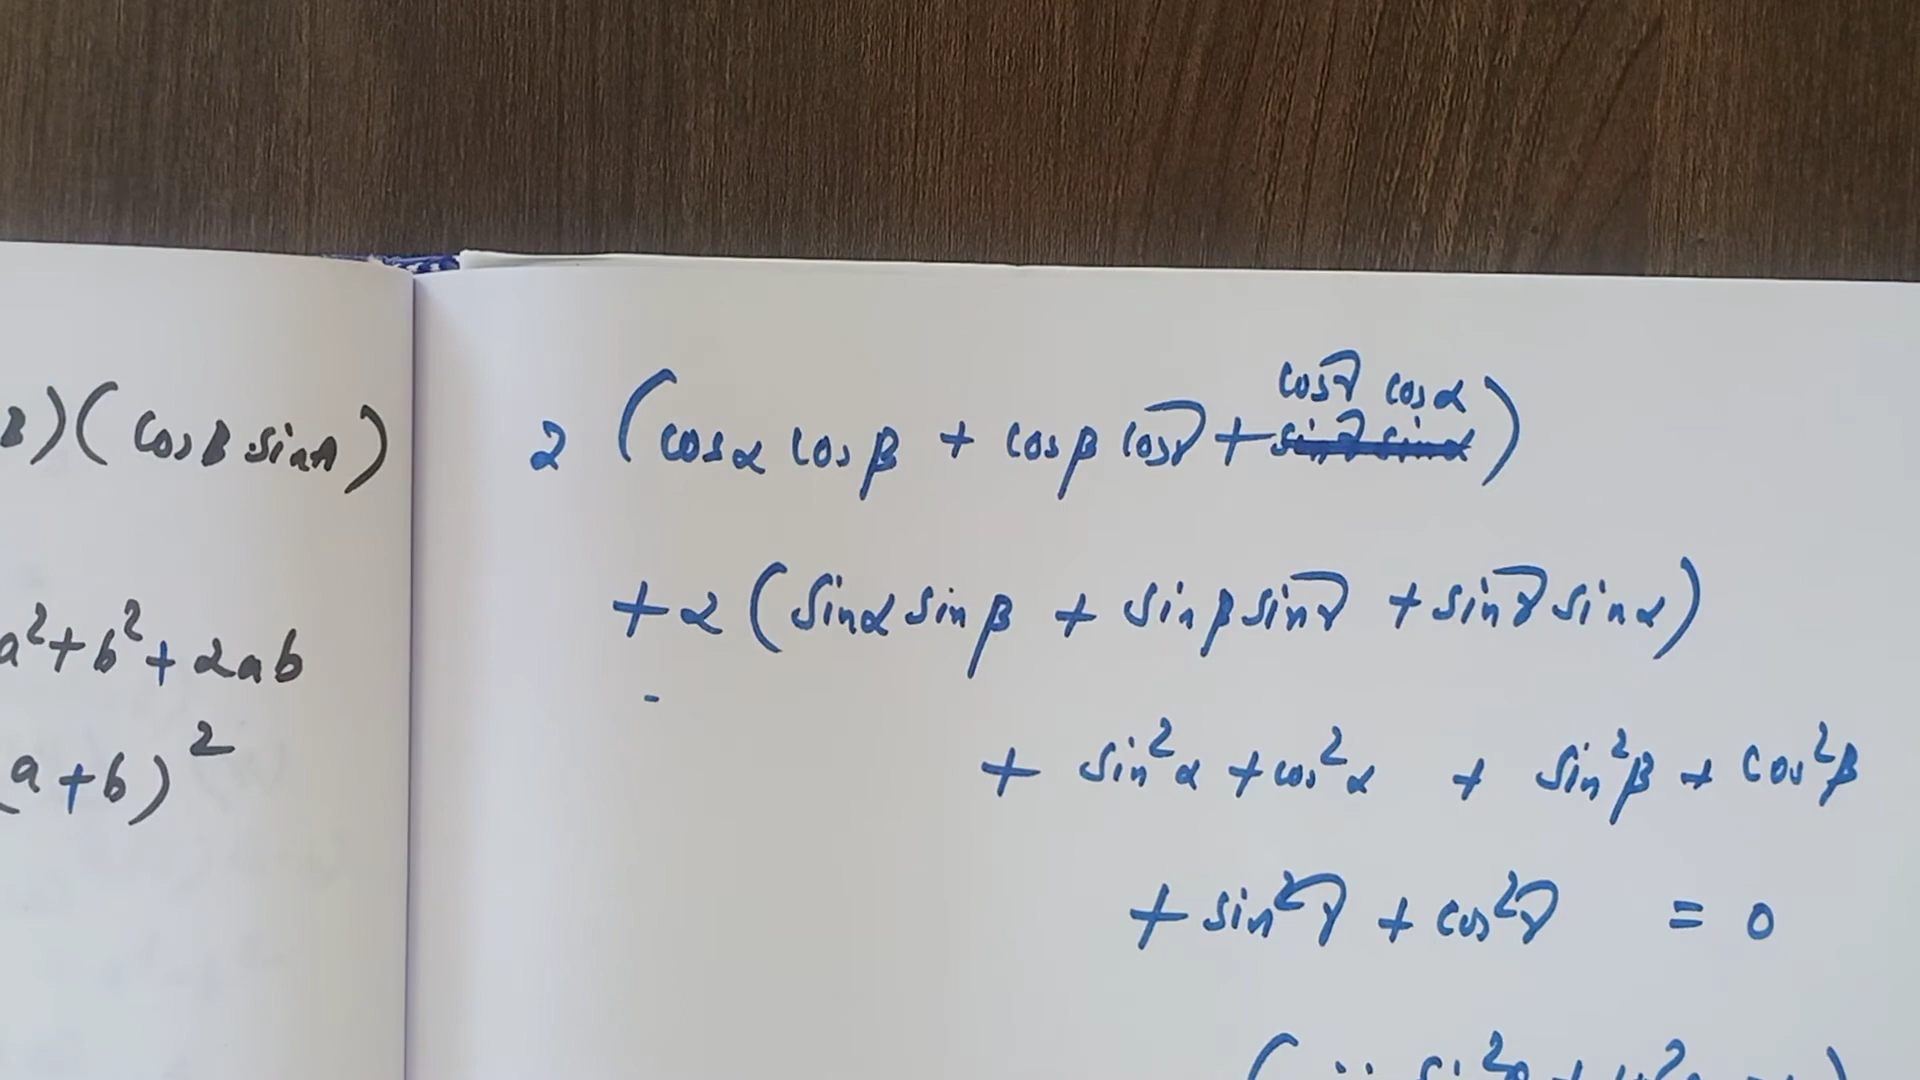 )(cosβ sinA)
a²+b²+2ab
a+b)²
2 (cosα cosβ + cosβ cosγ + cosγ cosα)
+2 (sinα sinβ + sinβ sinγ + sinγ sinα)
-
+ sin²α + cos²α + sin²β + cos²β
+ sin²γ + cos²γ = 0